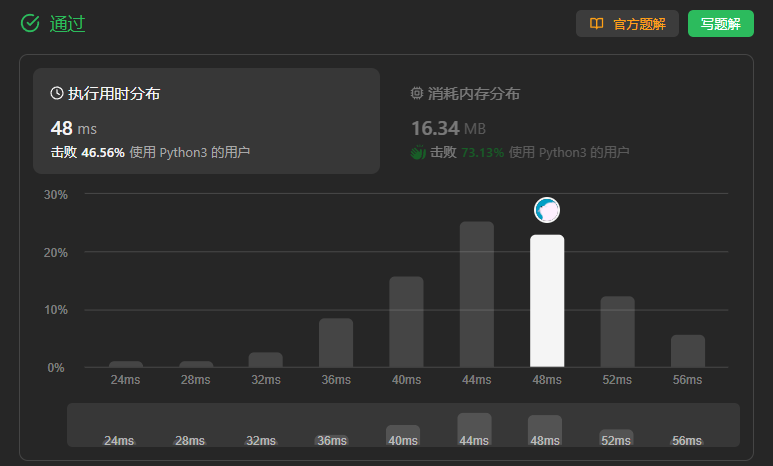 通过
官方题解
写题解
执行用时分布
48 ms
击败 46.56% 使用 Python3 的用户
消耗内存分布
16.34 MB
击败 73.13% 使用 Python3 的用户
30%
20%
10%
0%
24ms 28ms 32ms 36ms 40ms 44ms 48ms 52ms 56ms
24ms 28ms 32ms 36ms 40ms 44ms 48ms 52ms 56ms